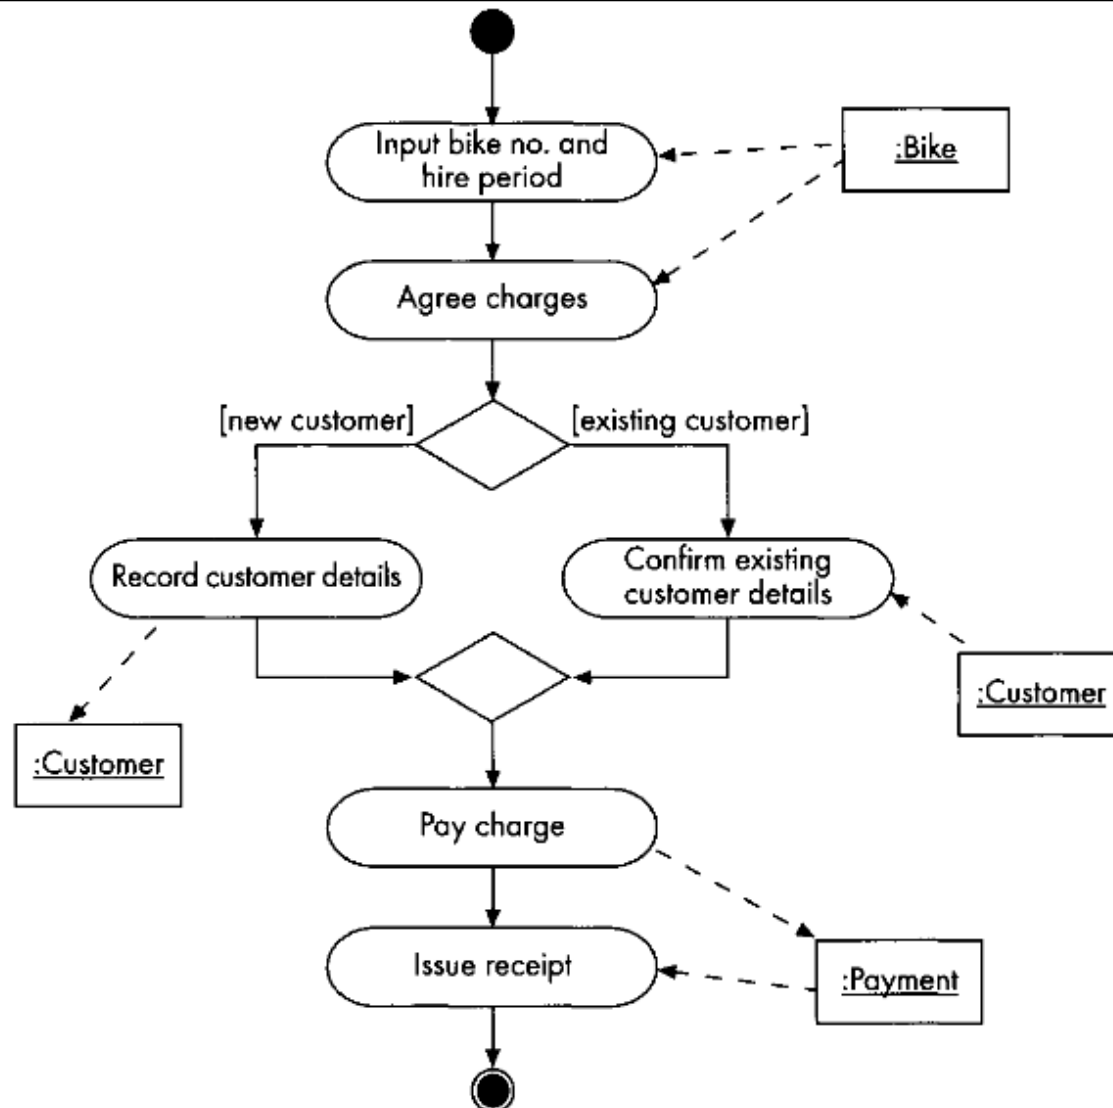 Input bike no. and
hire period
:Bike
Agree charges
[new customer]
[existing customer]
Record customer details
Confirm existing
customer details
:Customer
:Customer
Pay charge
Issue receipt
:Payment